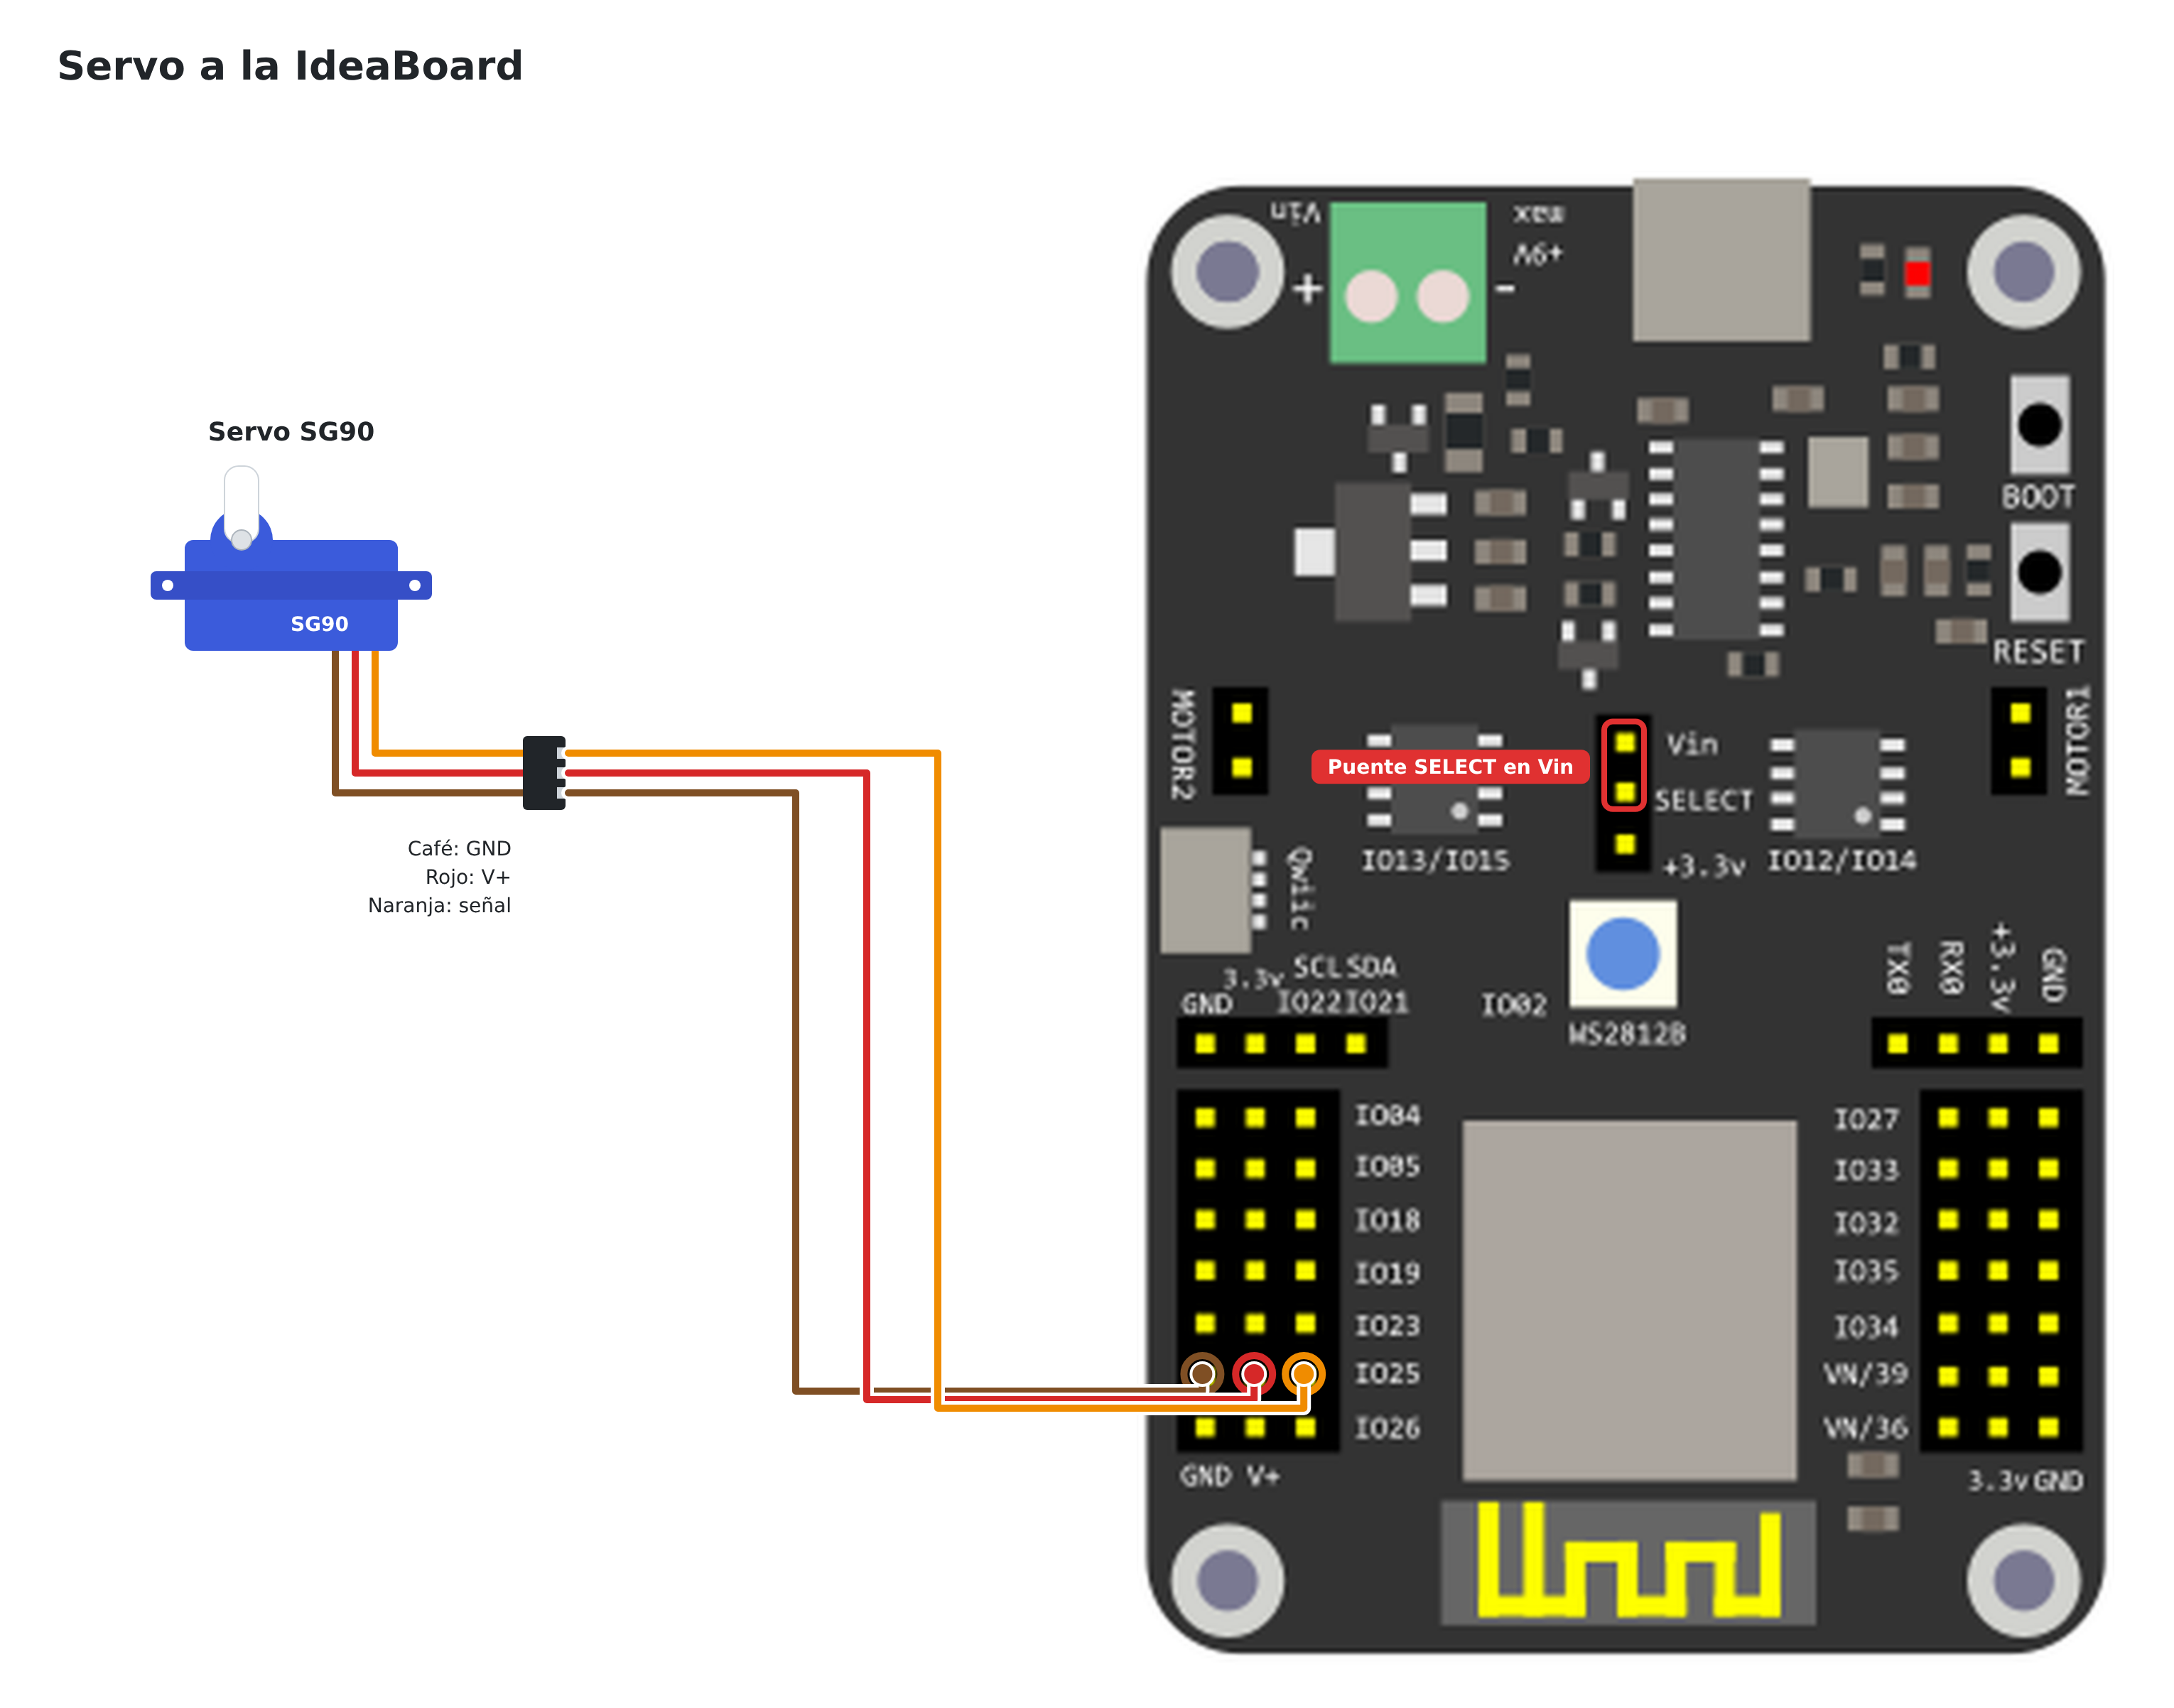 Servo a la IdeaBoard
Vin
max
+9V
+
-
Servo SG90
SG90
BOOT
RESET
MOTOR2
MOTOR1
Puente SELECT en Vin
Vin
SELECT
+3.3v
IO13/IO15
IO12/IO14
Café: GND
Rojo: V+
Naranja: señal
Qwiic
3.3v
SCL SDA
GND
IO22 IO21
IO02
WS2812B
TX0
RX0
+3.3v
GND
IO04
IO05
IO18
IO19
IO23
IO25
IO26
GND V+
IO27
IO33
IO32
IO35
IO34
VN/39
VN/36
3.3v GND